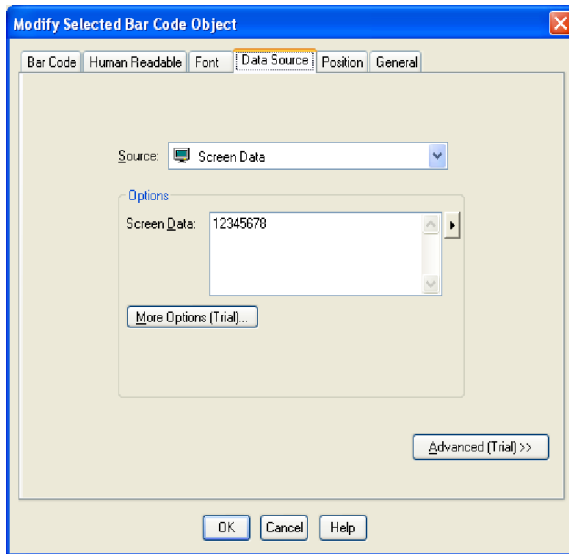 Modify Selected Bar Code Object
Bar Code Human Readable Font Data Source Position General
Source: Screen Data
Options
Screen Data: 12345678
More Options (Trial)...
Advanced (Trial) >>
OK Cancel Help